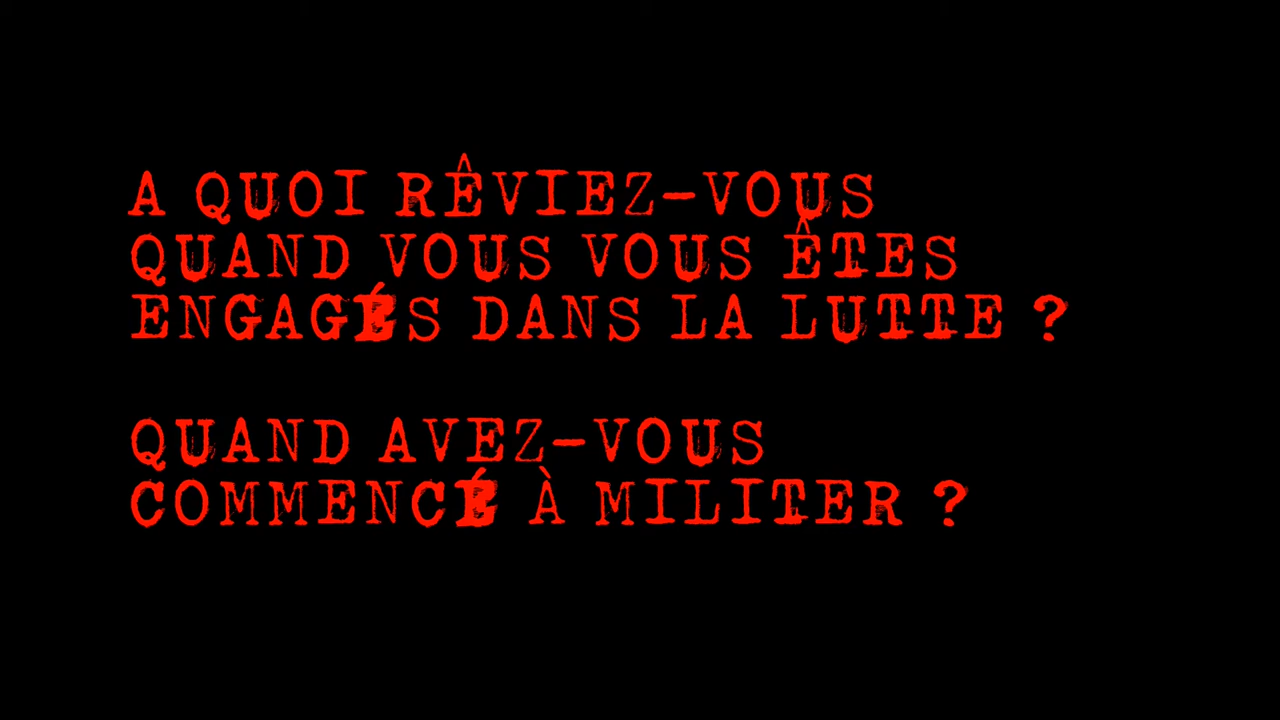 A QUOI RÊVIEZ-VOUS
QUAND VOUS VOUS ÊTES
ENGAGÉS DANS LA LUTTE ?
QUAND AVEZ-VOUS
COMMENCÉ À MILITER ?